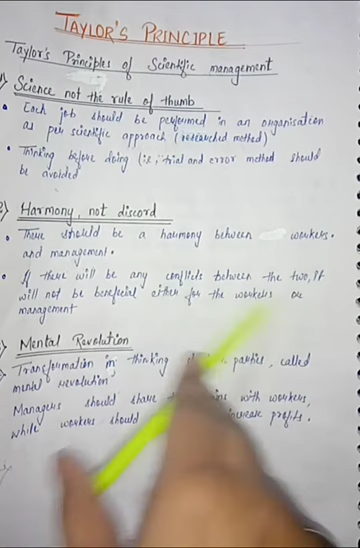 TAYLOR'S PRINCIPLE
Taylor's Principles of Scientific management
Science not the rule of thumb
• Each job should be performed in an organisation
as per scientific approach (researched method)
• Thinking before doing (i.e, trial and error method should
be avoided
2) Harmony, not discord
• There should be a harmony between workers.
and management.
• If there will be any conflicts between the two, it
will not be beneficial either for the workers or
management
Mental Revolution
Transformation in thinking parties, called
'mental revolution'
Managers should share with workers,
while workers should increase profits.